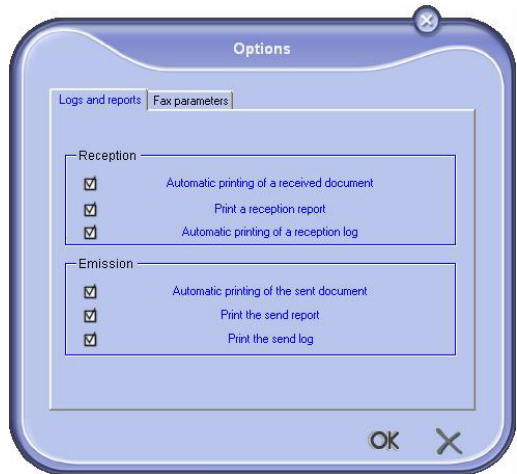 Options
Logs and reports Fax parameters
Reception
Automatic printing of a received document
Print a reception report
Automatic printing of a reception log
Emission
Automatic printing of the sent document
Print the send report
Print the send log
OK